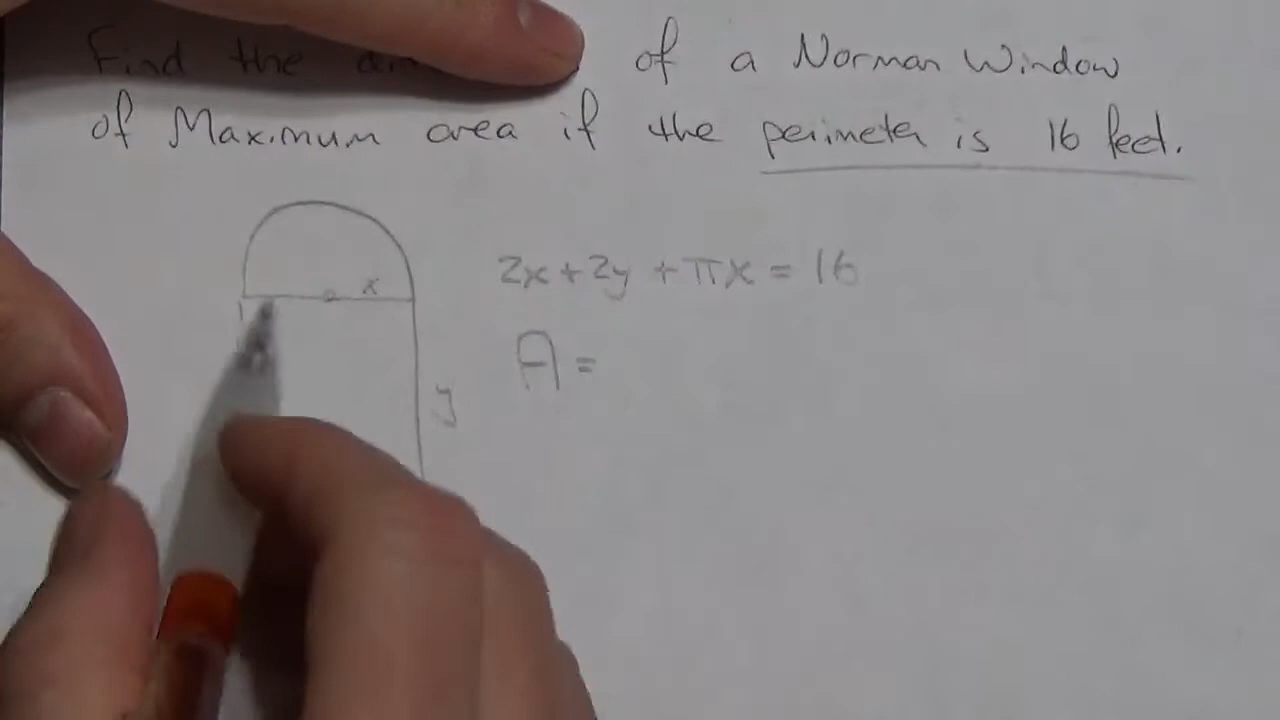 Find the of a Norman Window
of Maximum area if the perimeter is 16 feet.
x
2x + 2y + πx = 16
A =
y